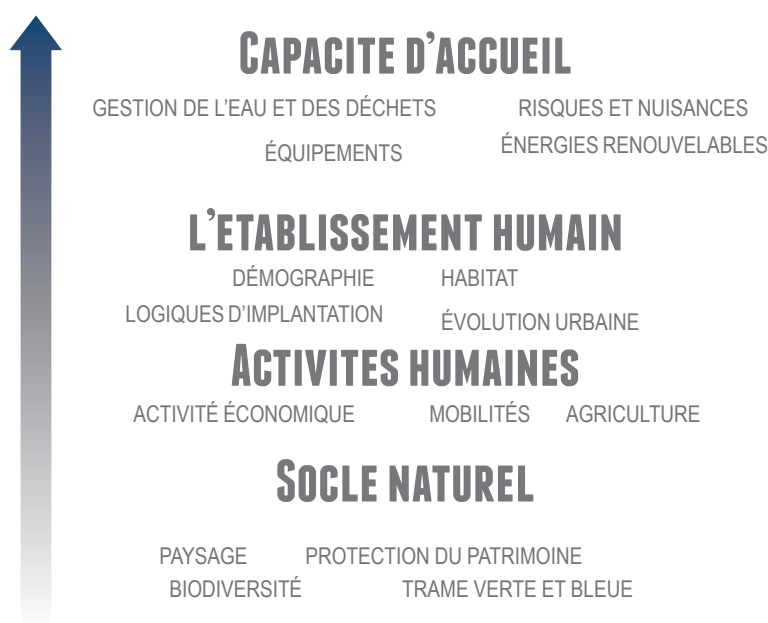 CAPACITE D'ACCUEIL
GESTION DE L'EAU ET DES DÉCHETS
RISQUES ET NUISANCES
ÉQUIPEMENTS
ÉNERGIES RENOUVELABLES
L'ETABLISSEMENT HUMAIN
DÉMOGRAPHIE
HABITAT
LOGIQUES D'IMPLANTATION
ÉVOLUTION URBAINE
ACTIVITES HUMAINES
ACTIVITÉ ÉCONOMIQUE
MOBILITÉS
AGRICULTURE
SOCLE NATUREL
PAYSAGE
PROTECTION DU PATRIMOINE
BIODIVERSITÉ
TRAME VERTE ET BLEUE